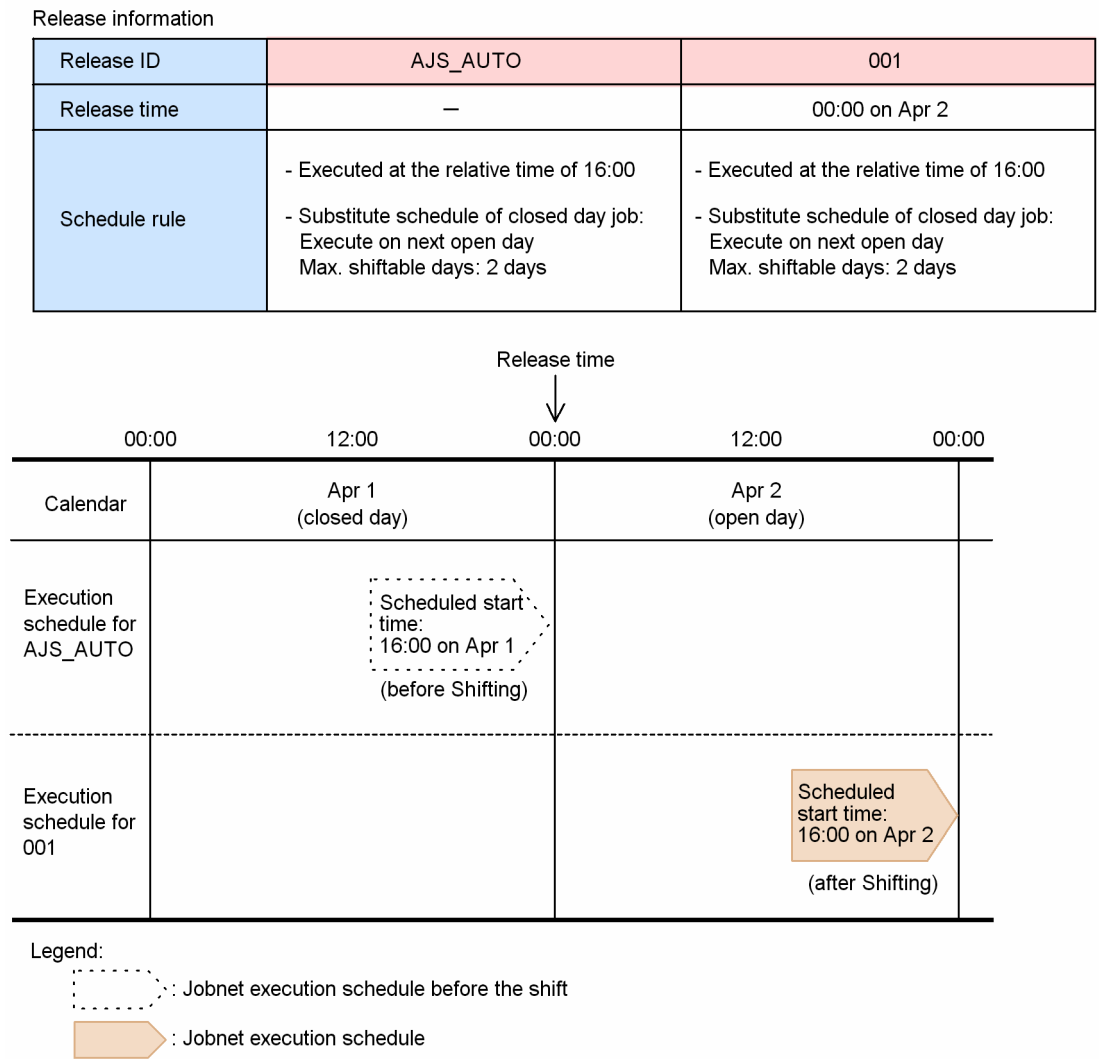 Release information
Release ID
AJS_AUTO
001
Release time
—
00:00 on Apr 2
Schedule rule
- Executed at the relative time of 16:00
- Substitute schedule of closed day job:
Execute on next open day
Max. shiftable days: 2 days
- Executed at the relative time of 16:00
- Substitute schedule of closed day job:
Execute on next open day
Max. shiftable days: 2 days
Release time
00:00
12:00
00:00
12:00
00:00
Calendar
Apr 1
(closed day)
Apr 2
(open day)
Execution
schedule for
AJS_AUTO
Scheduled start
time:
16:00 on Apr 1
(before Shifting)
Execution
schedule for
001
Scheduled
start time:
16:00 on Apr 2
(after Shifting)
Legend:
: Jobnet execution schedule before the shift
: Jobnet execution schedule